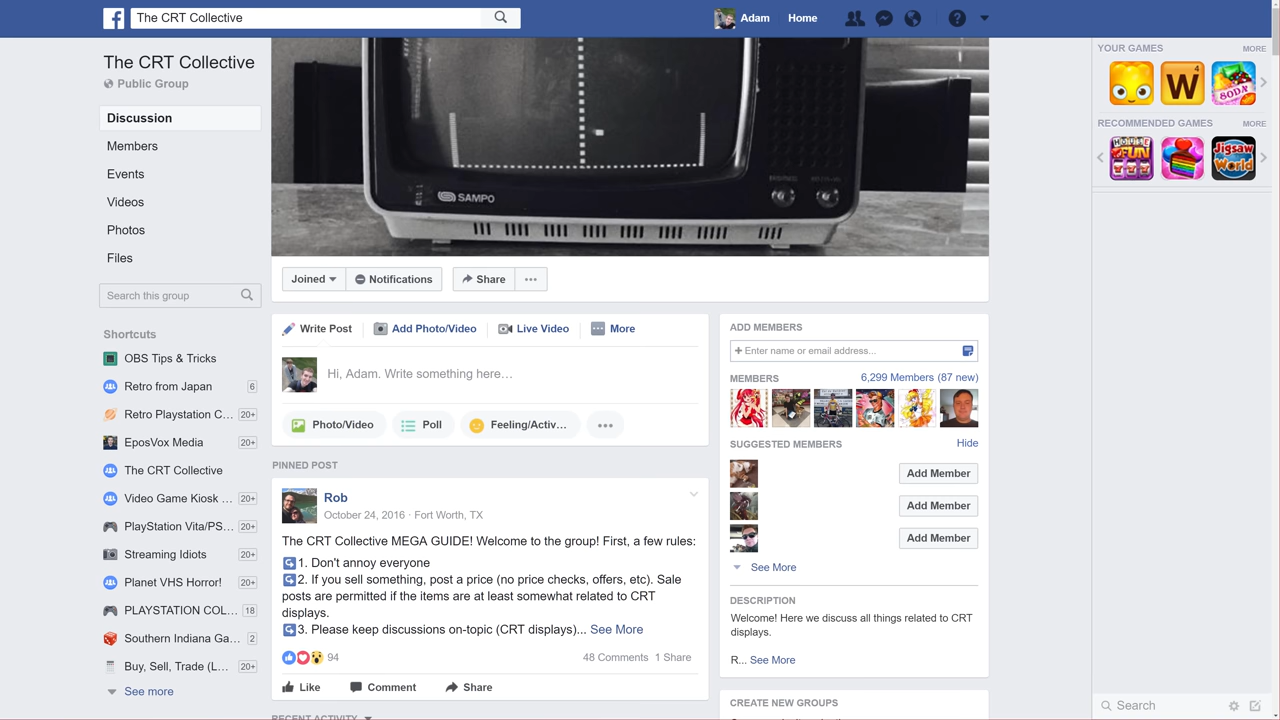 The CRT Collective
Adam
Home
The CRT Collective
Public Group
Discussion
Members
Events
Videos
Photos
Files
Search this group
Shortcuts
OBS Tips & Tricks
Retro from Japan 6
Retro Playstation C... 20+
EposVox Media 20+
The CRT Collective
Video Game Kiosk ... 20+
PlayStation Vita/PS... 20+
Streaming Idiots 20+
Planet VHS Horror! 20+
PLAYSTATION COL... 18
Southern Indiana Ga... 2
Buy, Sell, Trade (L... 20+
See more
SAMPO
Joined
Notifications
Share
Write Post
Add Photo/Video
Live Video
More
Hi, Adam. Write something here...
Photo/Video
Poll
Feeling/Activ...
PINNED POST
Rob
October 24, 2016 · Fort Worth, TX
The CRT Collective MEGA GUIDE! Welcome to the group! First, a few rules:
1. Don't annoy everyone
2. If you sell something, post a price (no price checks, offers, etc). Sale
posts are permitted if the items are at least somewhat related to CRT
displays.
3. Please keep discussions on-topic (CRT displays)... See More
94
48 Comments 1 Share
Like
Comment
Share
RECENT ACTIVITY
ADD MEMBERS
+ Enter name or email address...
MEMBERS
6,299 Members (87 new)
SUGGESTED MEMBERS
Hide
Add Member
Add Member
Add Member
See More
DESCRIPTION
Welcome! Here we discuss all things related to CRT
displays.
R... See More
CREATE NEW GROUPS
YOUR GAMES
MORE
W
4
SODA
RECOMMENDED GAMES
MORE
HOUSE OF FUN
Jigsaw World
Search